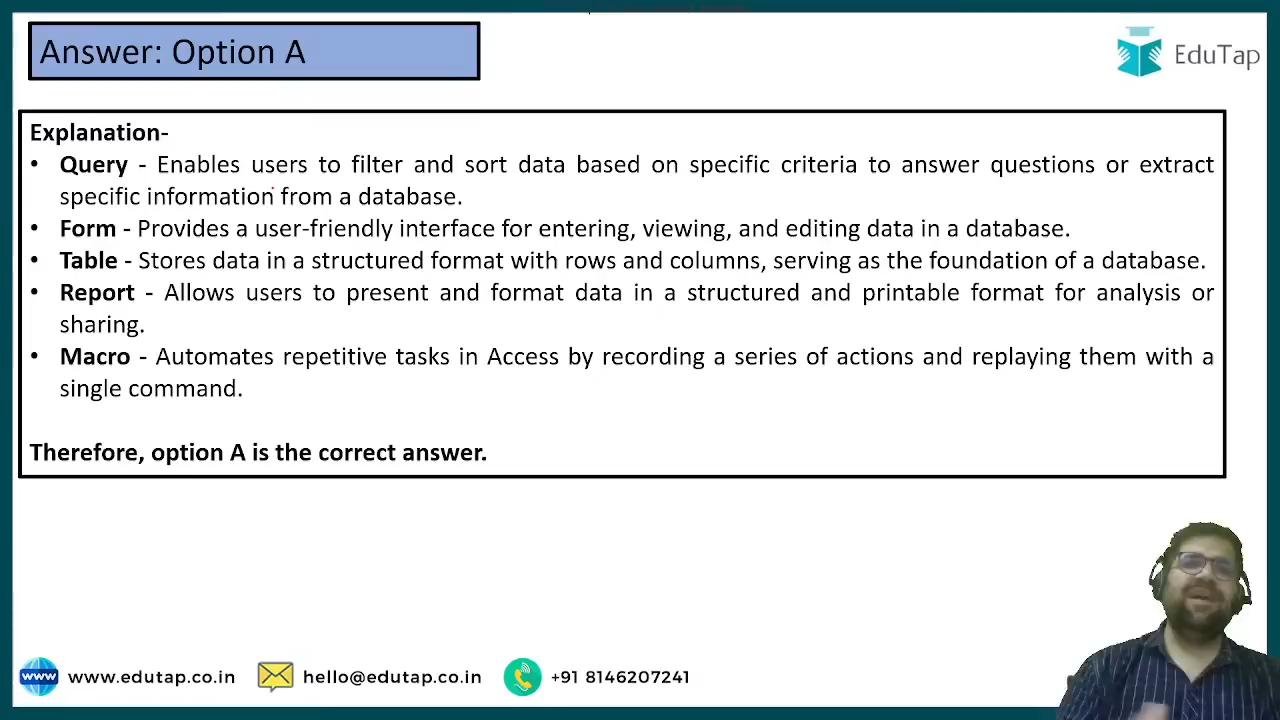 Answer: Option A
EduTap
Explanation-
• Query - Enables users to filter and sort data based on specific criteria to answer questions or extract
specific information from a database.
• Form - Provides a user-friendly interface for entering, viewing, and editing data in a database.
• Table - Stores data in a structured format with rows and columns, serving as the foundation of a database.
• Report - Allows users to present and format data in a structured and printable format for analysis or
sharing.
• Macro - Automates repetitive tasks in Access by recording a series of actions and replaying them with a
single command.
Therefore, option A is the correct answer.
www www.edutap.co.in hello@edutap.co.in +91 8146207241